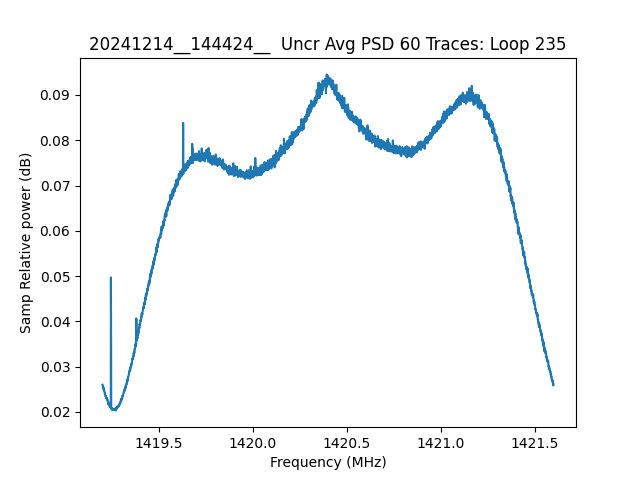 20241214__144424__  Uncr Avg PSD 60 Traces: Loop 235
Samp Relative power (dB)
0.09
0.08
0.07
0.06
0.05
0.04
0.03
0.02
1419.5 1420.0 1420.5 1421.0 1421.5
Frequency (MHz)